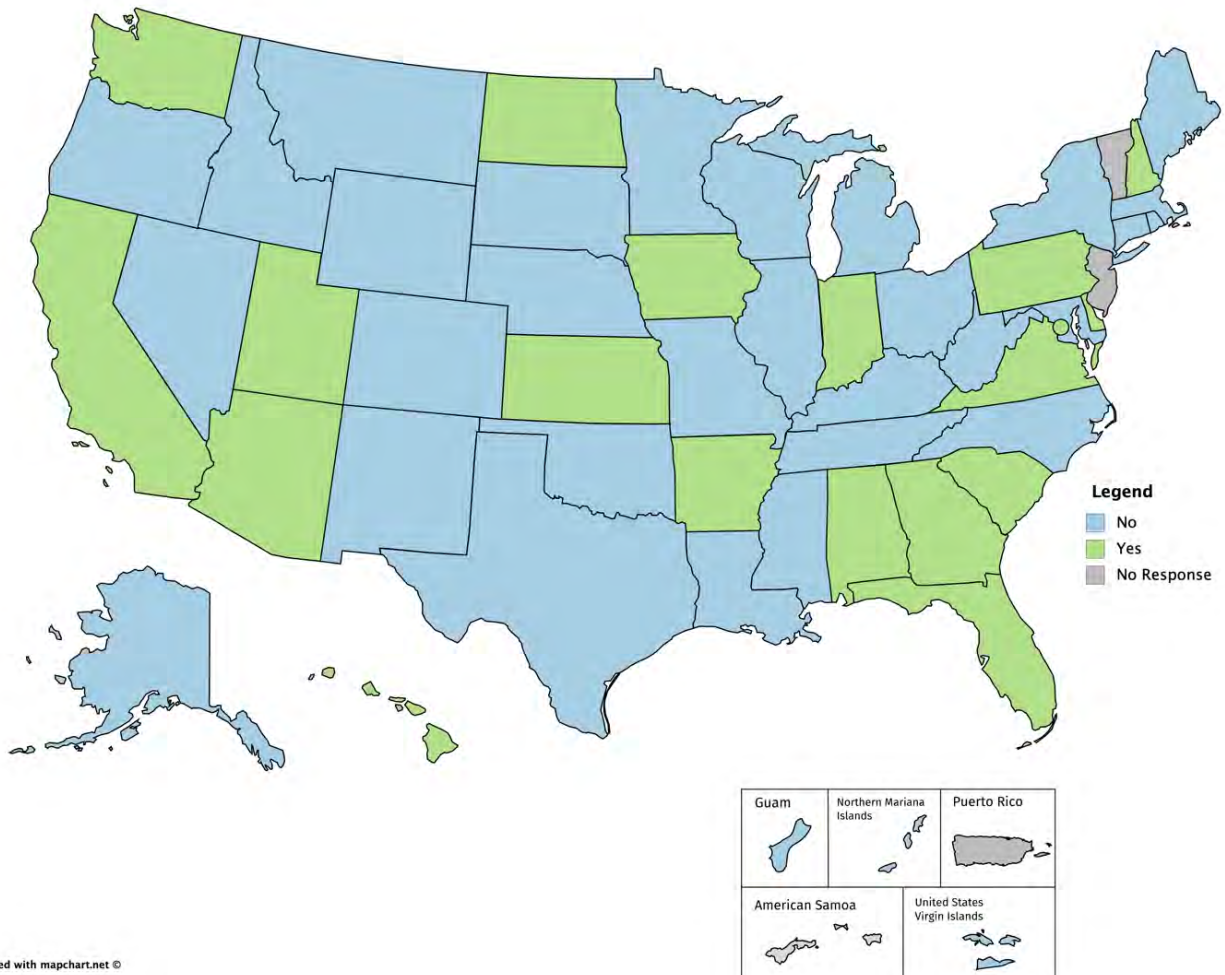 Legend
No
Yes
No Response
Guam
Northern Mariana
Islands
Puerto Rico
American Samoa
United States
Virgin Islands
ed with mapchart.net ©